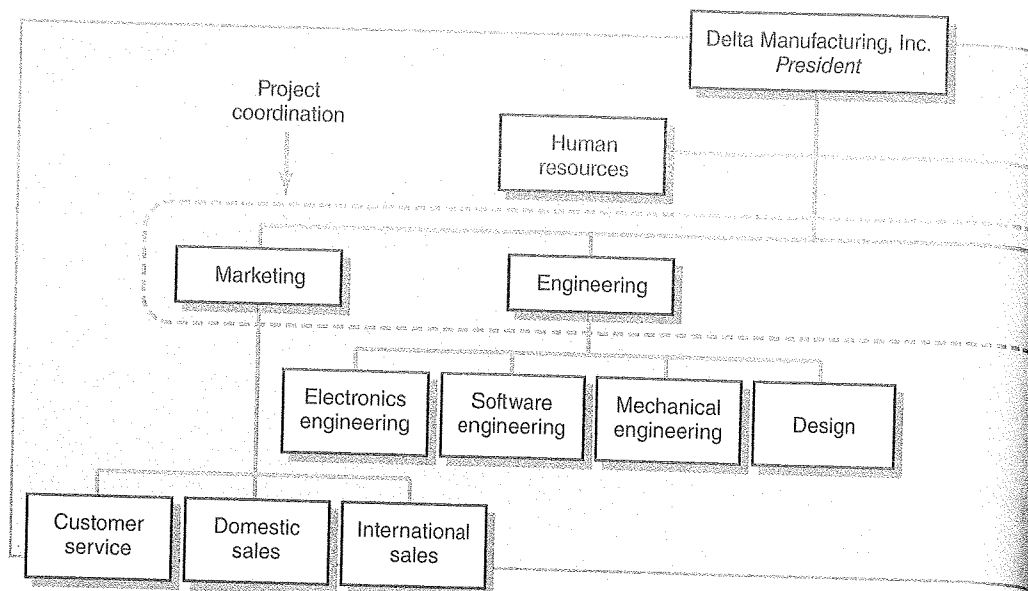 Delta Manufacturing, Inc.
President
Project
coordination
Human
resources
Marketing
Engineering
Electronics
engineering
Software
engineering
Mechanical
engineering
Design
Customer
service
Domestic
sales
International
sales